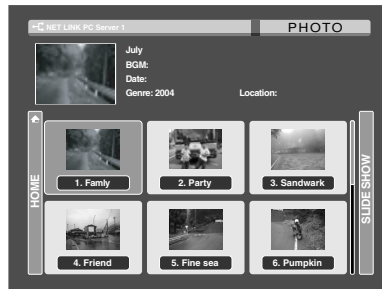 NET LINK PC Server 1
PHOTO
July
BGM:
Date:
Genre: 2004 Location:
HOME
1. Famly
2. Party
3. Sandwark
SLIDE SHOW
4. Friend
5. Fine sea
6. Pumpkin